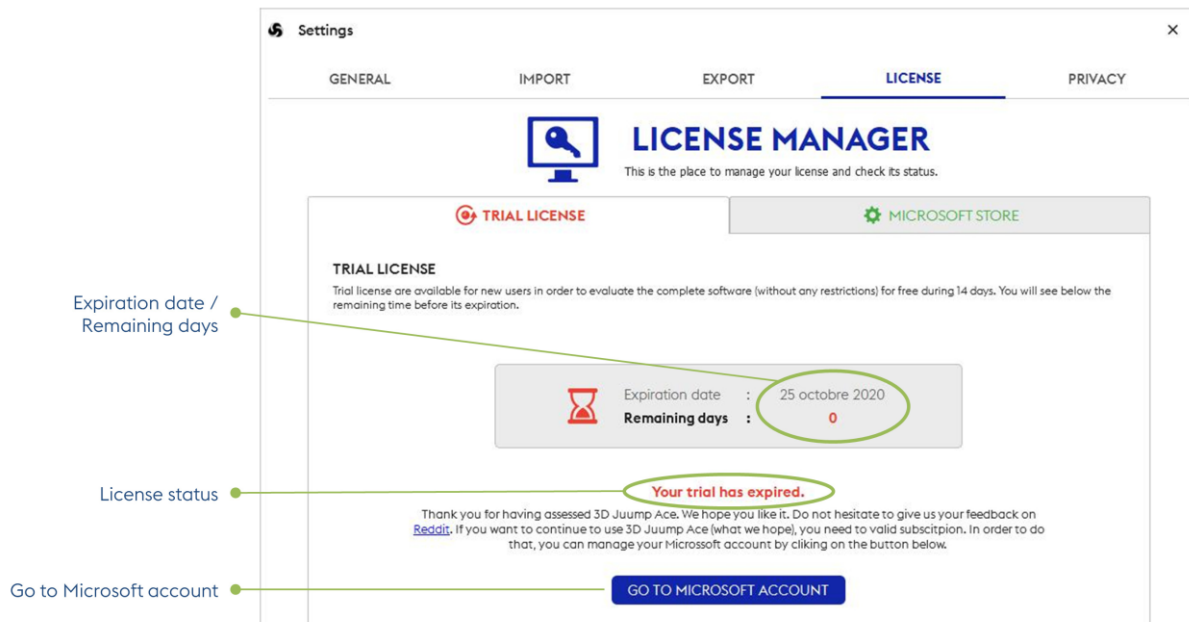 Settings
GENERAL IMPORT EXPORT LICENSE PRIVACY
LICENSE MANAGER
This is the place to manage your license and check its status.
TRIAL LICENSE MICROSOFT STORE
TRIAL LICENSE
Trial license are available for new users in order to evaluate the complete software (without any restrictions) for free during 14 days. You will see below the
remaining time before its expiration.
Expiration date /
Remaining days
Expiration date : 25 octobre 2020
Remaining days : 0
License status
Your trial has expired.
Thank you for having assessed 3D Juump Ace. We hope you like it. Do not hesitate to give us your feedback on
Reddit. If you want to continue to use 3D Juump Ace (what we hope), you need to valid subscitpion. In order to do
that, you can manage your Microssoft account by cliking on the button below.
Go to Microsoft account
GO TO MICROSOFT ACCOUNT